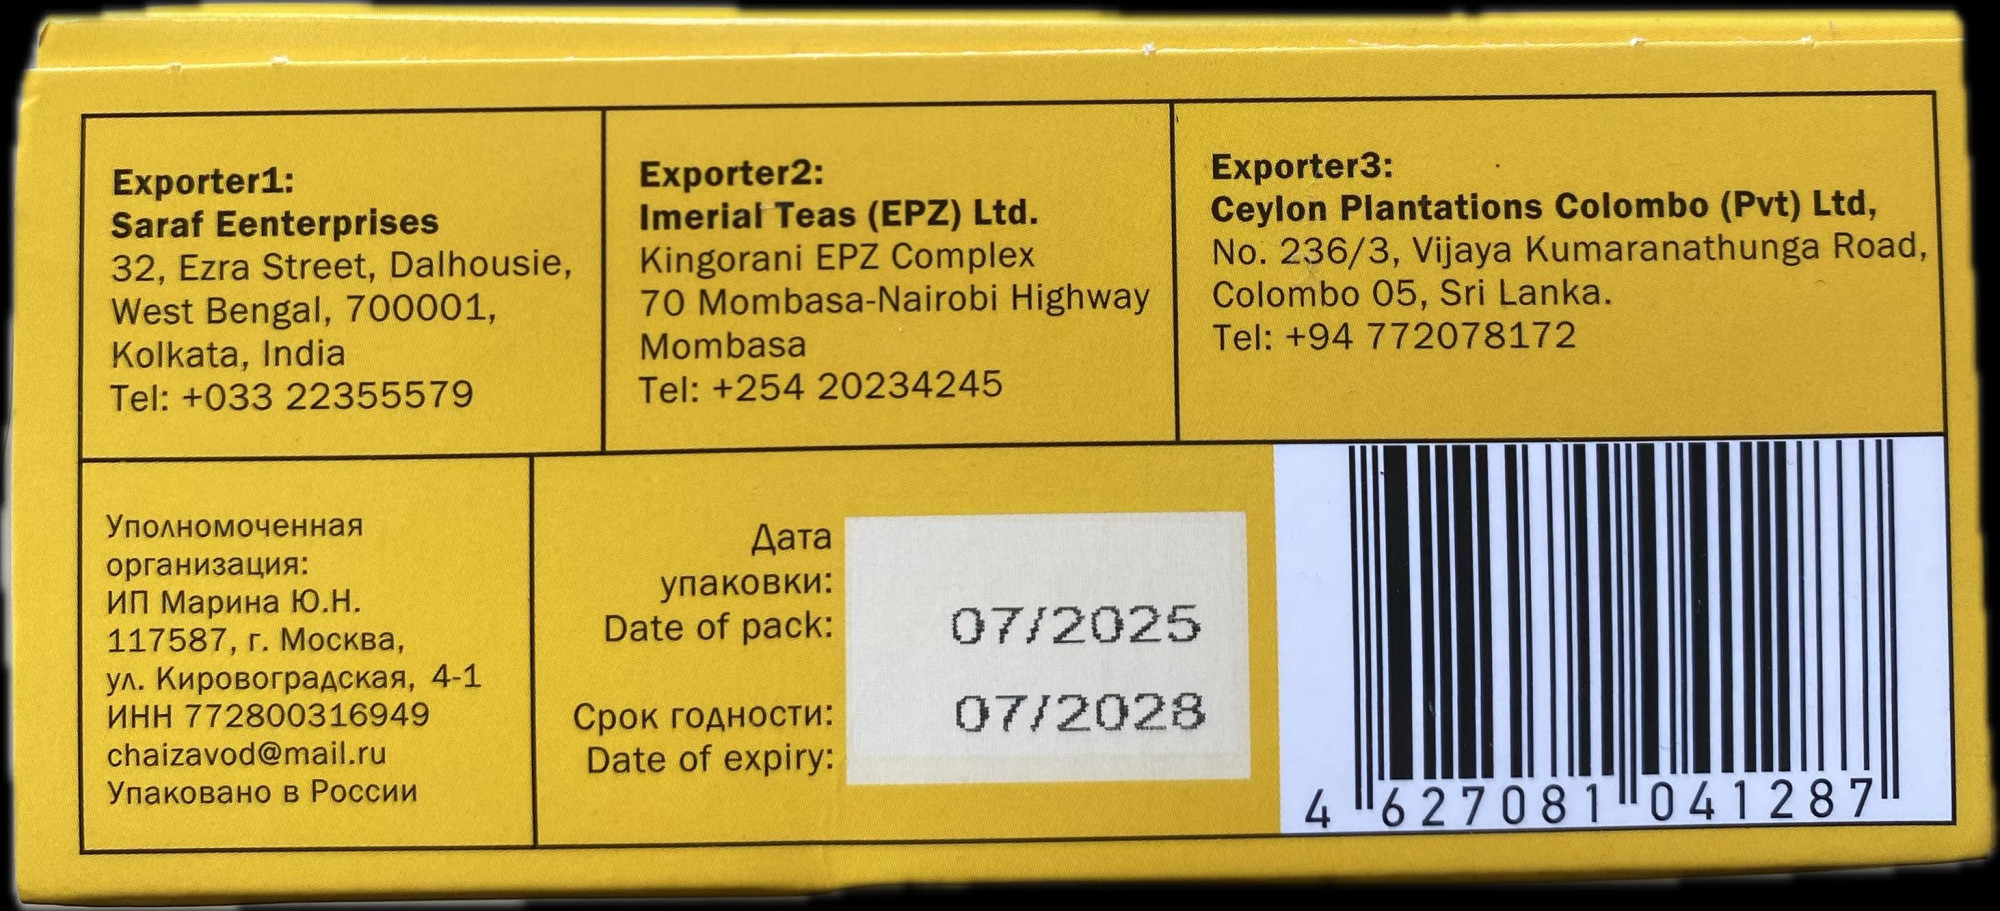 Exporter1:
Saraf Eenterprises
32, Ezra Street, Dalhousie,
West Bengal, 700001,
Kolkata, India
Tel: +033 22355579
Exporter2:
Imerial Teas (EPZ) Ltd.
Kingorani EPZ Complex
70 Mombasa-Nairobi Highway
Mombasa
Tel: +254 20234245
Exporter3:
Ceylon Plantations Colombo (Pvt) Ltd,
No. 236/3, Vijaya Kumaranathunga Road,
Colombo 05, Sri Lanka.
Tel: +94 772078172
Уполномоченная
организация:
ИП Марина Ю.Н.
117587, г. Москва,
ул. Кировоградская, 4-1
ИНН 772800316949
chaizavod@mail.ru
Упаковано в России
Дата
упаковки:
Date of pack: 07/2025
Срок годности: 07/2028
Date of expiry:
4 627081 041287